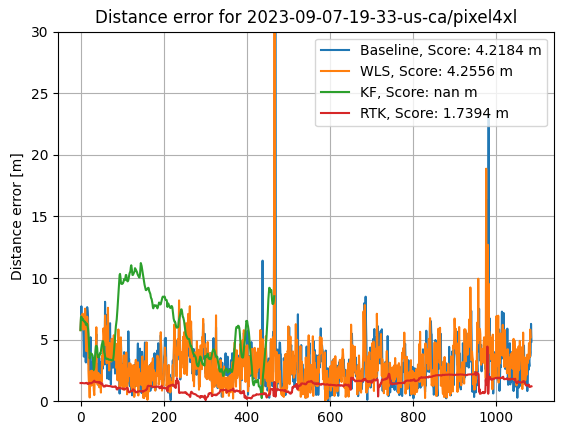 Distance error for 2023-09-07-19-33-us-ca/pixel4xl
Baseline, Score: 4.2184 m
WLS, Score: 4.2556 m
KF, Score: nan m
RTK, Score: 1.7394 m
Distance error [m]
30
25
20
15
10
5
0
0 200 400 600 800 1000